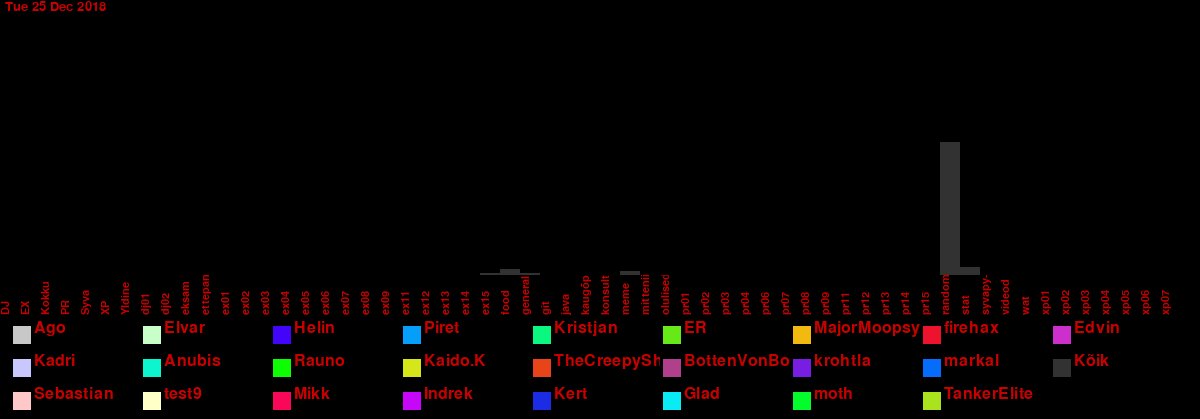 Tue 25 Dec 2018
DJ EX Kokku PR Syva XP Yldine dj01 dj02 eksam ettepan ex01 ex02 ex03 ex04 ex05 ex06 ex07 ex08 ex09 ex11 ex12 ex13 ex14 ex15 food general git java kaugõp konsult meme mittenii olulised pr01 pr02 pr03 pr04 pr06 pr07 pr08 pr09 pr11 pr12 pr13 pr14 pr15 random stat syvapy- videod wat xp01 xp02 xp03 xp04 xp05 xp06 xp07
Ago Elvar Helin Piret Kristjan ER MajorMoopsy firehax Edvin
Kadri Anubis Rauno Kaido.K TheCreepySh BottenVonBo krohtla markal Kõik
Sebastian test9 Mikk Indrek Kert Glad moth TankerElite